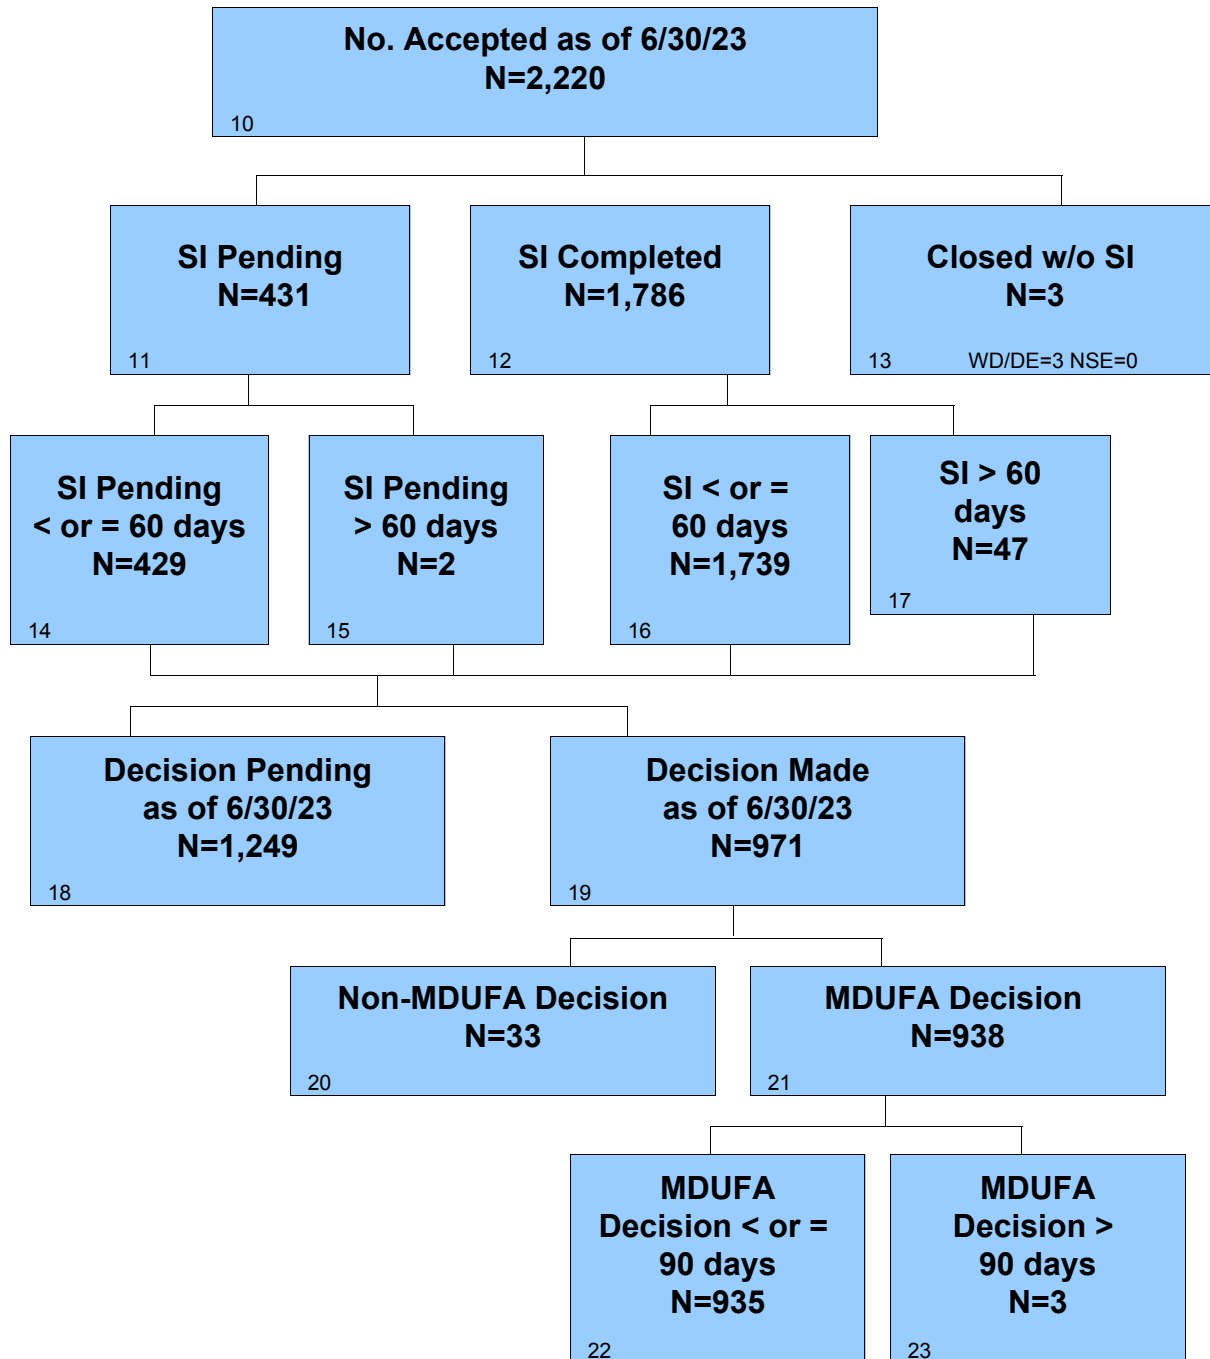 No. Accepted as of 6/30/23
N=2,220
10
SI Pending
N=431
11
SI Completed
N=1,786
12
Closed w/o SI
N=3
13 WD/DE=3 NSE=0
SI Pending
< or = 60 days
N=429
14
SI Pending
> 60 days
N=2
15
SI < or =
60 days
N=1,739
16
SI > 60
days
N=47
17
Decision Pending
as of 6/30/23
N=1,249
18
Decision Made
as of 6/30/23
N=971
19
Non-MDUFA Decision
N=33
20
MDUFA Decision
N=938
21
MDUFA
Decision < or =
90 days
N=935
22
MDUFA
Decision >
90 days
N=3
23